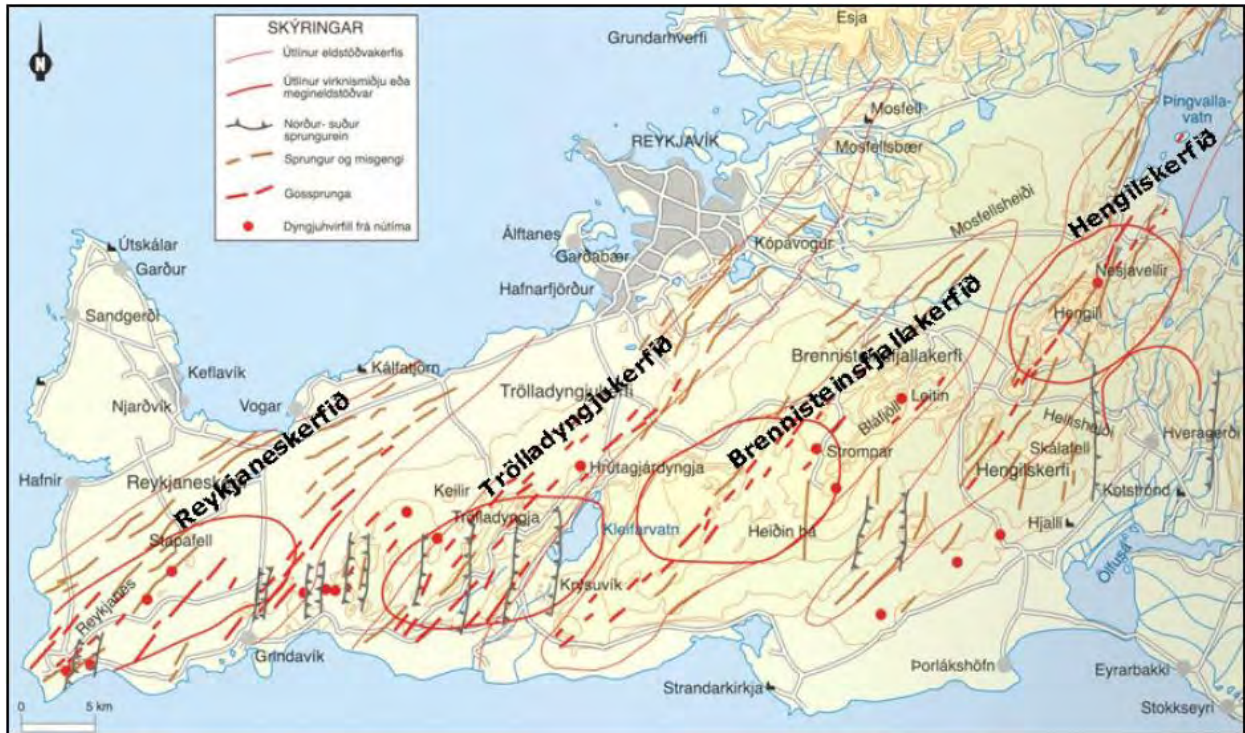 SKÝRINGAR
Útlínur eldstöðvakerfis
Útlínur virknismiðju eða
megineldstöðvar
Norður- suður
sprungurein
Sprungur og misgengi
Gossprunga
Dyngjuhvirfill frá nútíma
N
Esja
Grundarhverfi
Mosfell
Mosfellsbær
Þingvalla-
vatn
REYKJAVÍK
Mosfellsheiði
Hengilskerfið
Álftanes
Garðabær
Kópavogur
Hafnarfjörður
Útskálar
Garður
Sandgerði
Nesjavellir
Hengill
Keflavík
Njarðvík
Vogar
Kálfatjörn
Trölladyngjukerfi
Trölladyngjukerfið
Brennisteinsfjallakerfi
Brennisteinsfjallakerfið
Leitin
Bláfjöll
Hellisheiði
Hveragerði
Skálafell
Hafnir
Reykjaneskerfi
Reykjaneskerfið
Keilir
Hrútagjárdyngja
Strompar
Hengilskerfi
Kotströnd
Stapafell
Trölladyngja
Kleifarvatn
Heiðin há
Hjalli
Ölfusá
Krýsuvík
Reykjanes
Grindavík
Þorlákshöfn
Eyrarbakki
Strandarkirkja
Stokkseyri
0 5 km